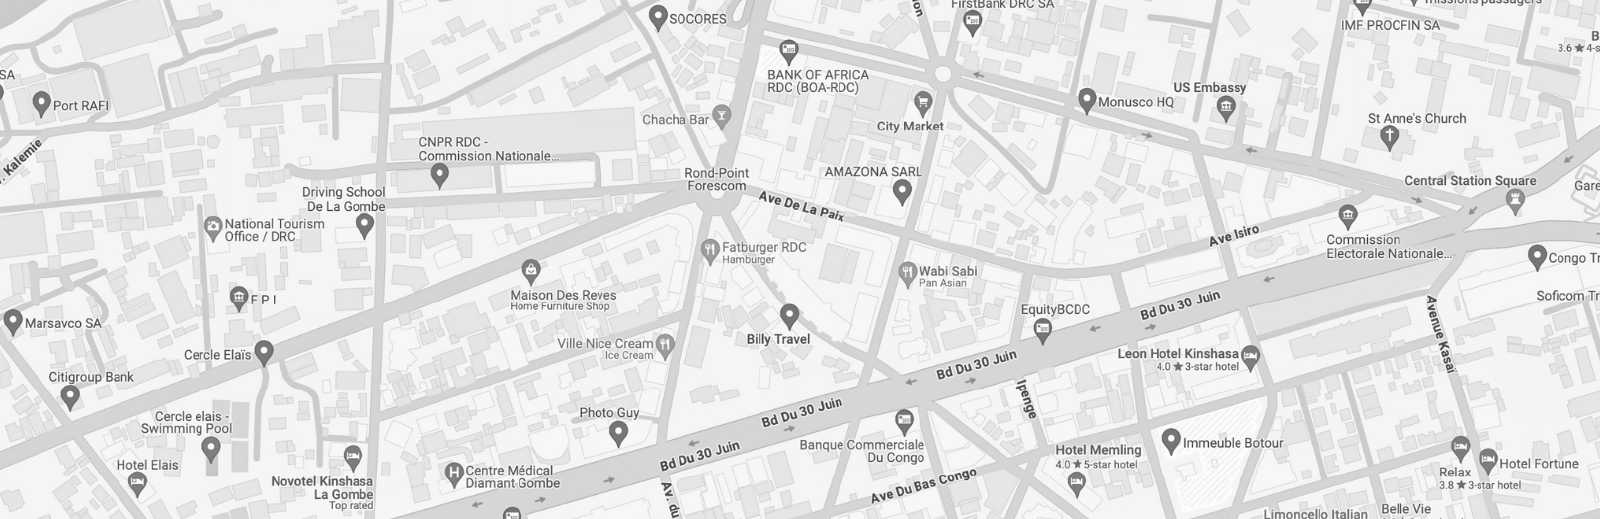 FirstBank DRC SA
IMF PROCFIN SA
SOCORES
BANK OF AFRICA
RDC (BOA-RDC)
3.6 ★ 4-s
Port RAFI
US Embassy
Monusco HQ
Chacha Bar
City Market
St Anne's Church
CNPR RDC -
Commission Nationale...
Rond-Point
Forescom
AMAZONA SARL
Central Station Square
Gare
Driving School
De La Gombe
Ave De La Paix
National Tourism
Office / DRC
Ave Isiro
Commission
Electorale Nationale...
Fatburger RDC
Hamburger
Wabi Sabi
Pan Asian
Congo Tr
Maison Des Reves
Home Furniture Shop
F P I
Soficom Tr
Bd Du 30 Juin
EquityBCDC
Marsavco SA
Billy Travel
Ville Nice Cream
Ice Cream
Avenue Kasai
Cercle Elaïs
Leon Hotel Kinshasa
4.0 ★ 3-star hotel
Bd Du 30 Juin
Citigroup Bank
Ipenge
Bd Du 30 Juin
Photo Guy
Cercle elais -
Swimming Pool
Banque Commerciale
Du Congo
Immeuble Botour
Bd Du 30 Juin
Hotel Memling
4.0 ★ 5-star hotel
Hotel Elais
Centre Médical
Diamant Gombe
Hotel Fortune
Relax
3.8 ★ 3-star hotel
Novotel Kinshasa
La Gombe
Top rated
Ave Du Bas Congo
Av. du
Limoncello Italian
Belle Vie